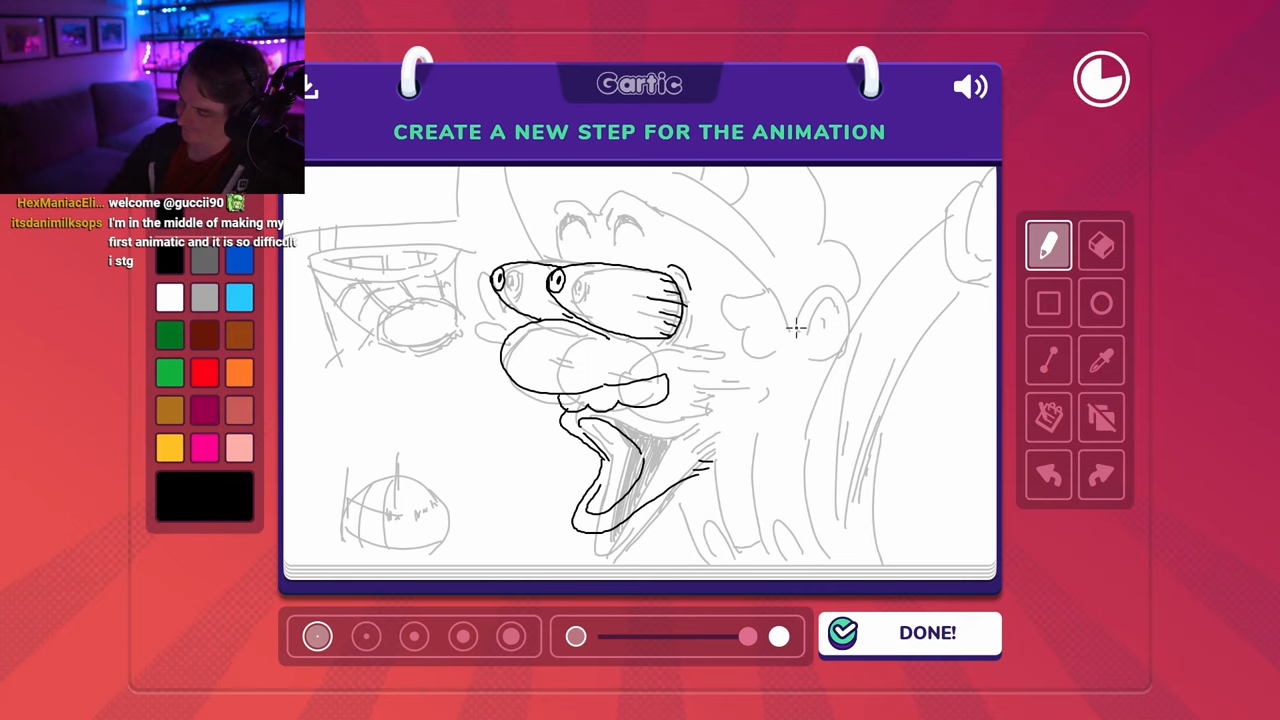 Gartic
CREATE A NEW STEP FOR THE ANIMATION
HexManiacEli... welcome @guccii90
itsdanimilksops I'm in the middle of making my
first animatic and it is so difficult
i stg
DONE!